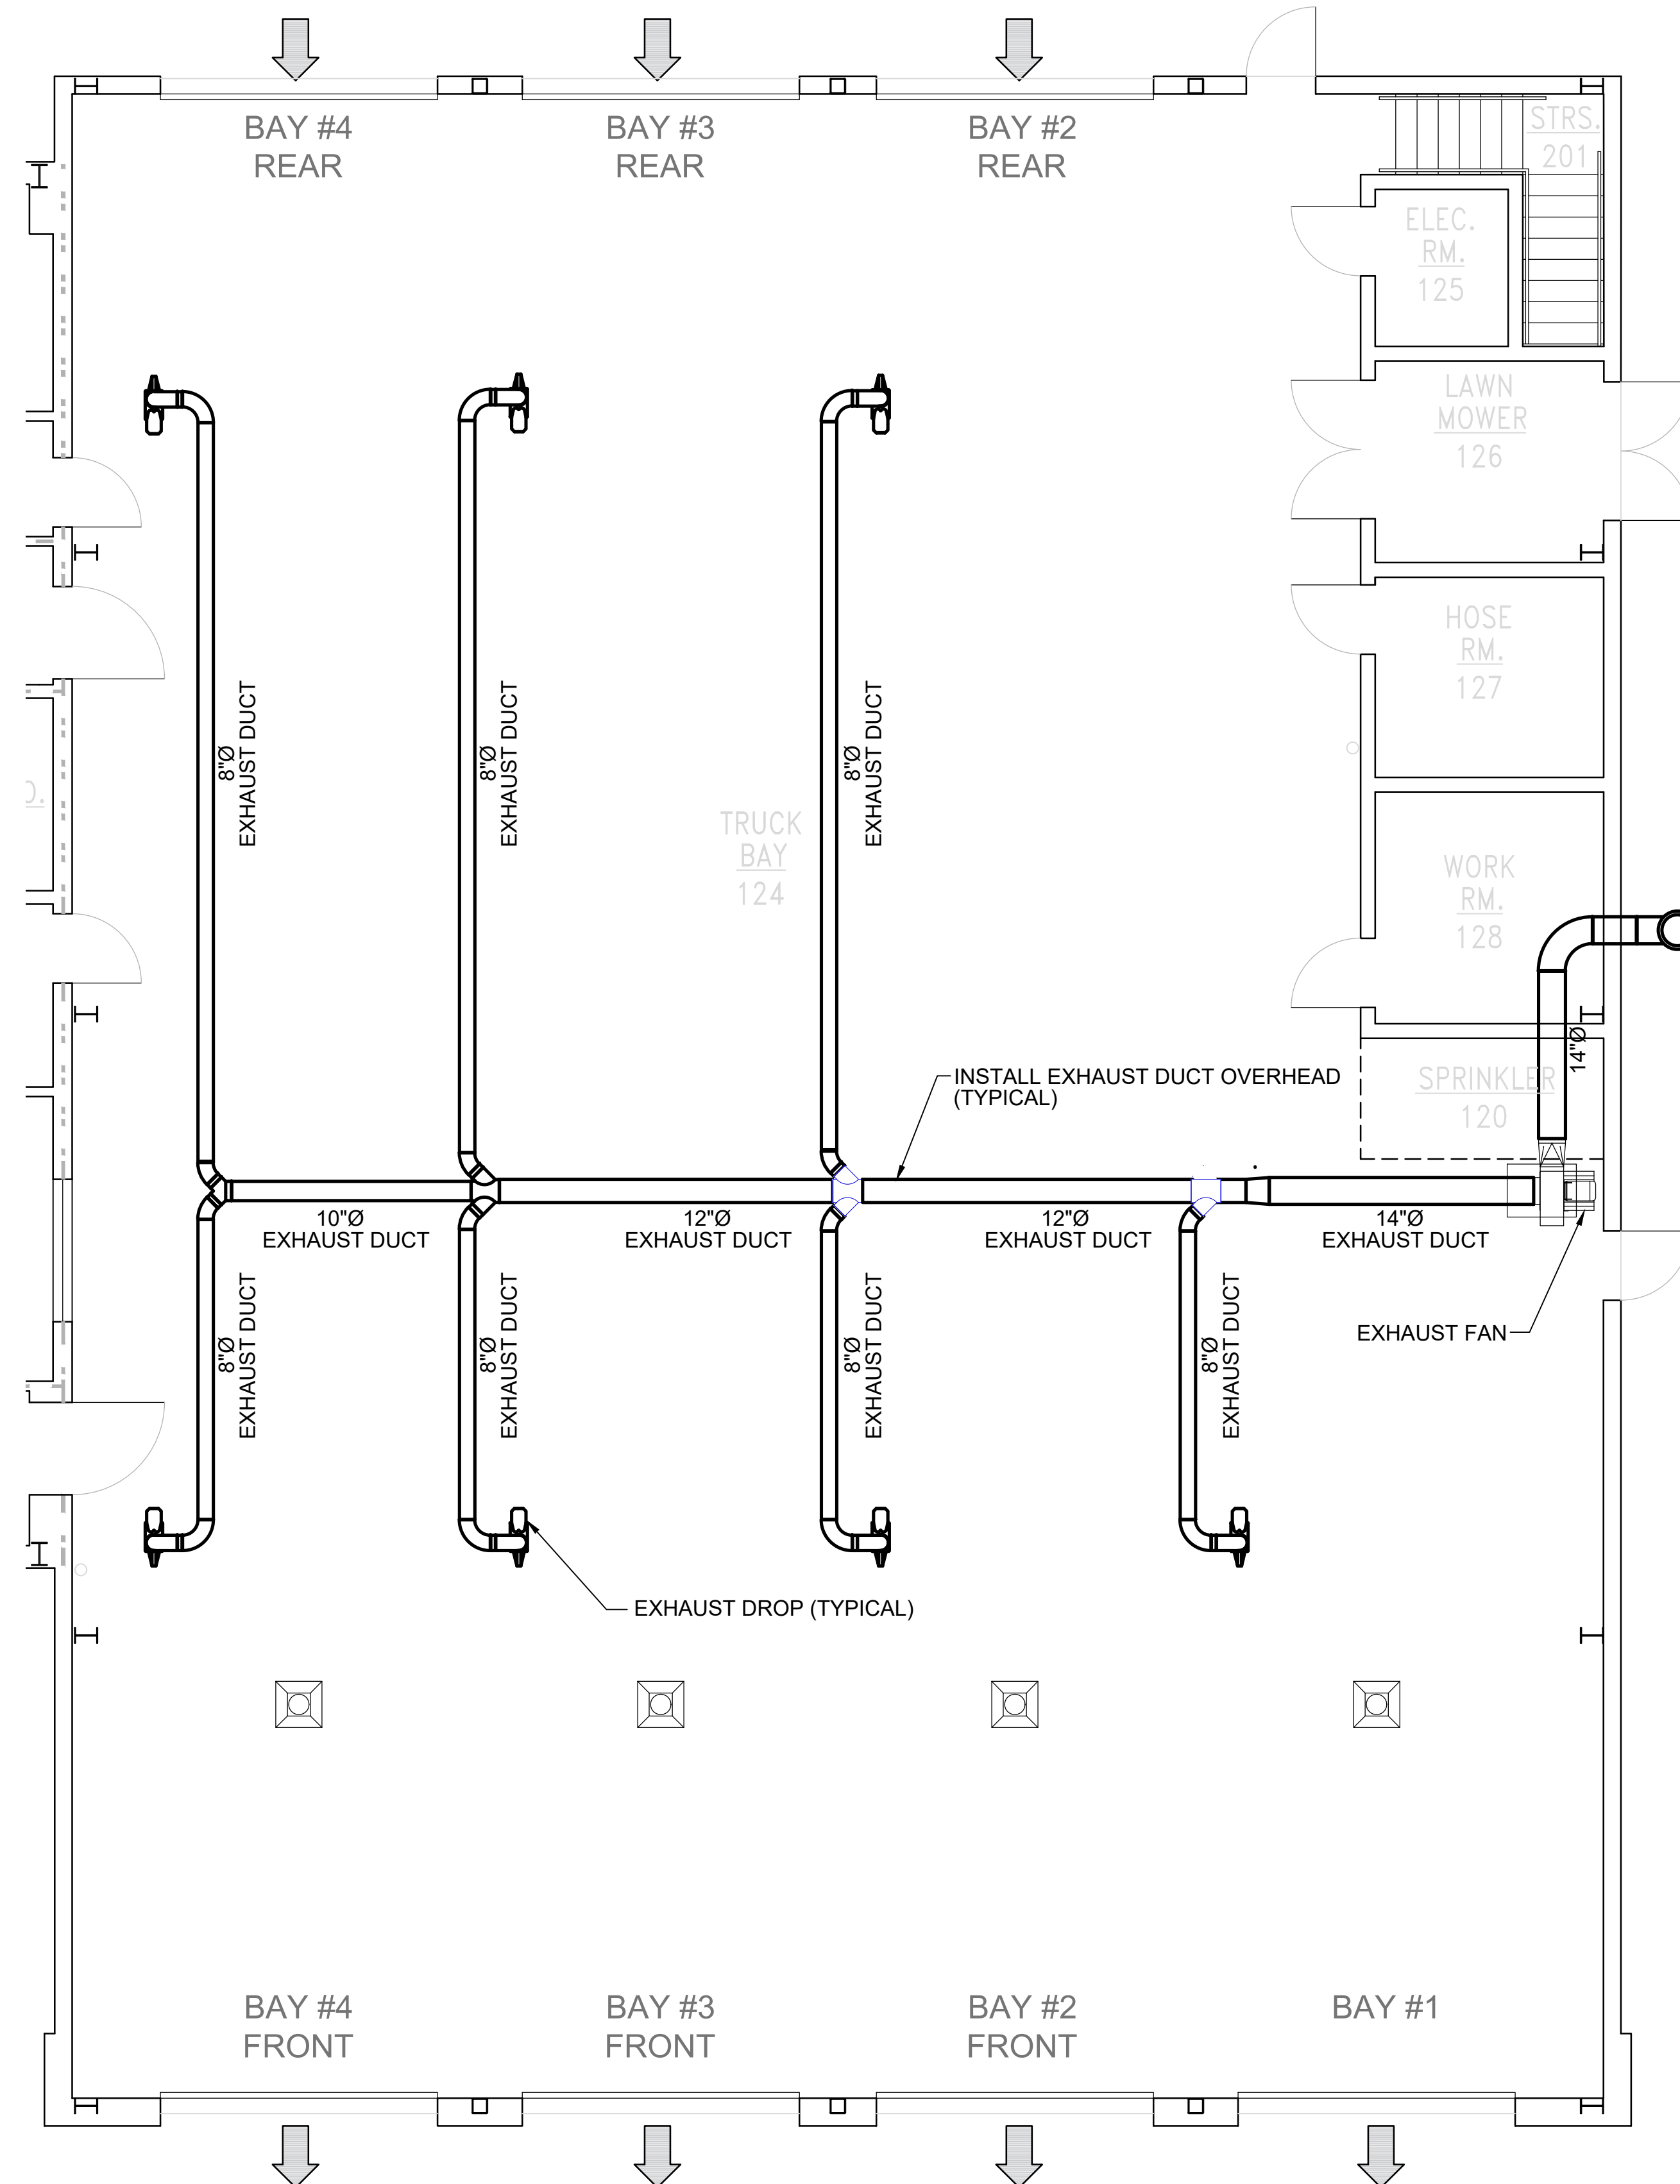 BAY #4
REAR
BAY #3
REAR
BAY #2
REAR
STRS.
201
ELEC.
RM.
125
LAWN
MOWER
126
HOSE
RM.
127
8"Ø
EXHAUST DUCT
8"Ø
EXHAUST DUCT
8"Ø
EXHAUST DUCT
TRUCK
BAY
124
WORK
RM.
128
INSTALL EXHAUST DUCT OVERHEAD
(TYPICAL)
14"Ø
SPRINKLER
120
10"Ø
EXHAUST DUCT
12"Ø
EXHAUST DUCT
12"Ø
EXHAUST DUCT
14"Ø
EXHAUST DUCT
8"Ø
EXHAUST DUCT
8"Ø
EXHAUST DUCT
8"Ø
EXHAUST DUCT
8"Ø
EXHAUST DUCT
EXHAUST FAN
EXHAUST DROP (TYPICAL)
BAY #4
FRONT
BAY #3
FRONT
BAY #2
FRONT
BAY #1